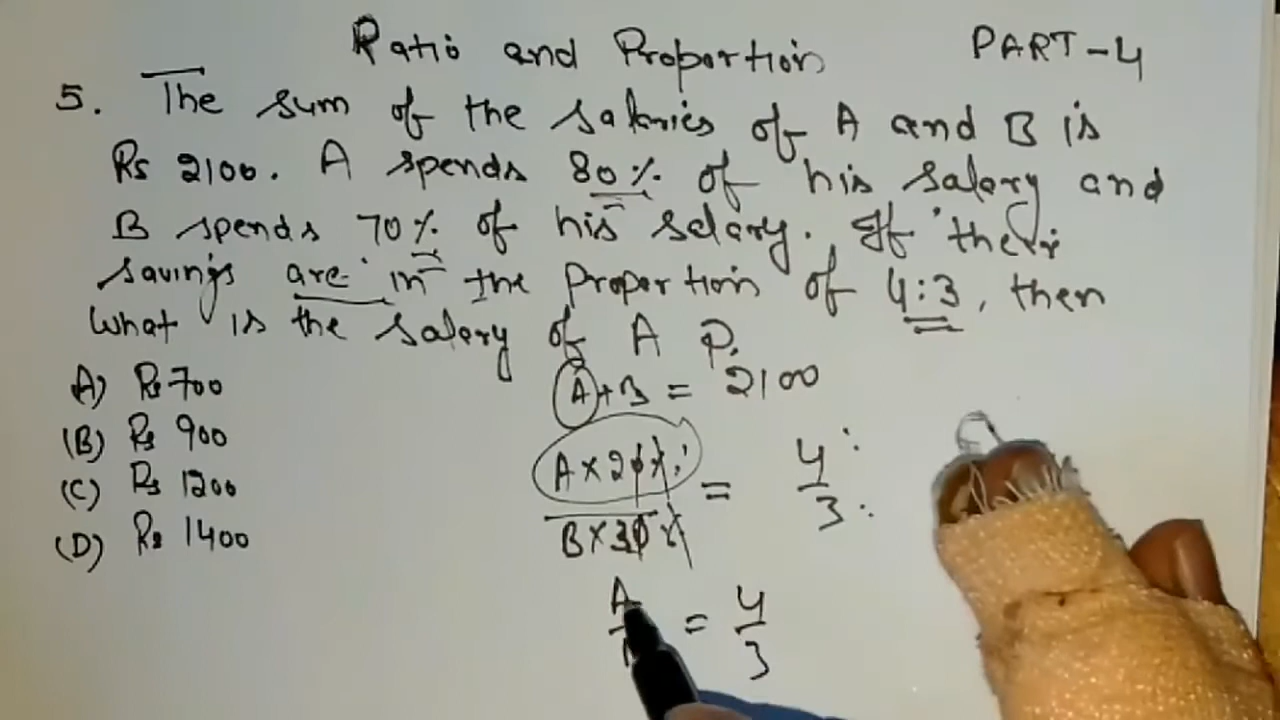 Ratio and Proportion PART-4
5. The sum of the salaries of A and B is
Rs 2100. A spends 80% of his salary and
B spends 70% of his salary. If their
savings are in the proportion of 4:3, then
What is the salary of A ?
(A) Rs 700
(B) Rs 900
(C) Rs 1200
(D) Rs 1400
A+B = 2100
A×20% / B×30% = 4/3
A = 4/3